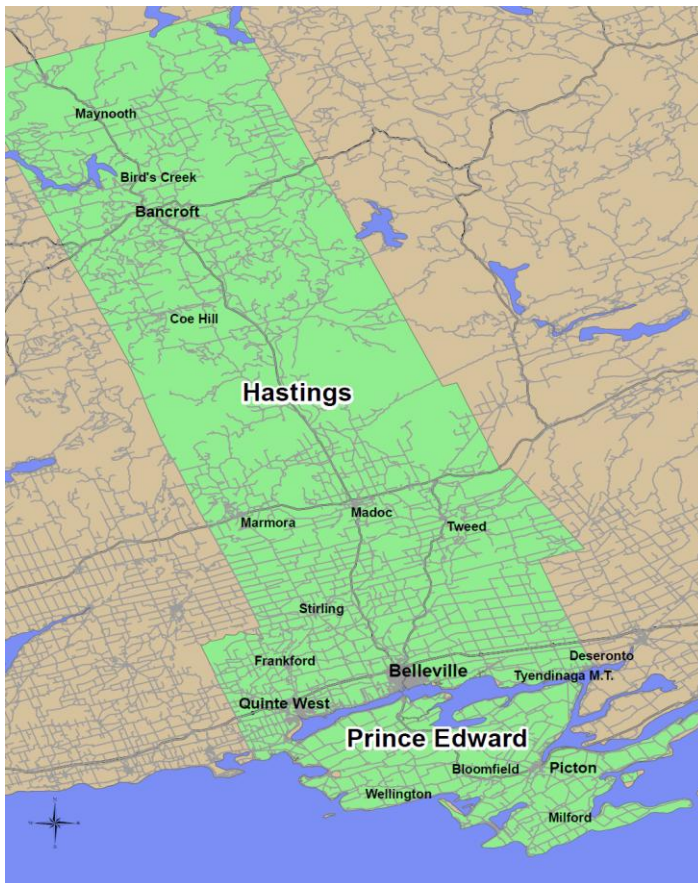 Maynooth
Bird's Creek
Bancroft
Coe Hill
Hastings
Madoc
Marmora
Tweed
Stirling
Deseronto
Frankford
Belleville
Tyendinaga M.T.
Quinte West
Prince Edward
Bloomfield
Picton
Wellington
Milford
N